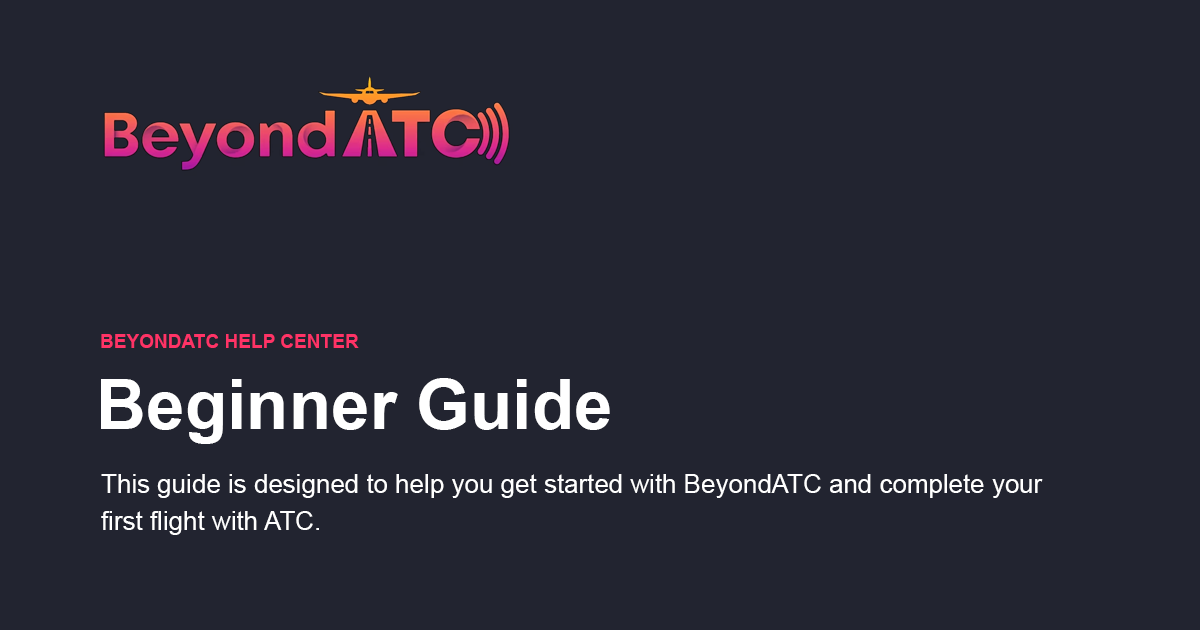 BeyondATC
BEYONDATC HELP CENTER
Beginner Guide
This guide is designed to help you get started with BeyondATC and complete your
first flight with ATC.